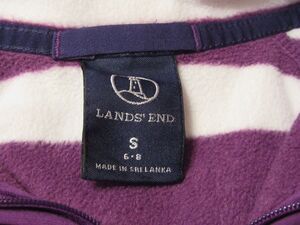 LANDS' END
S
6-8
MADE IN SRI LANKA